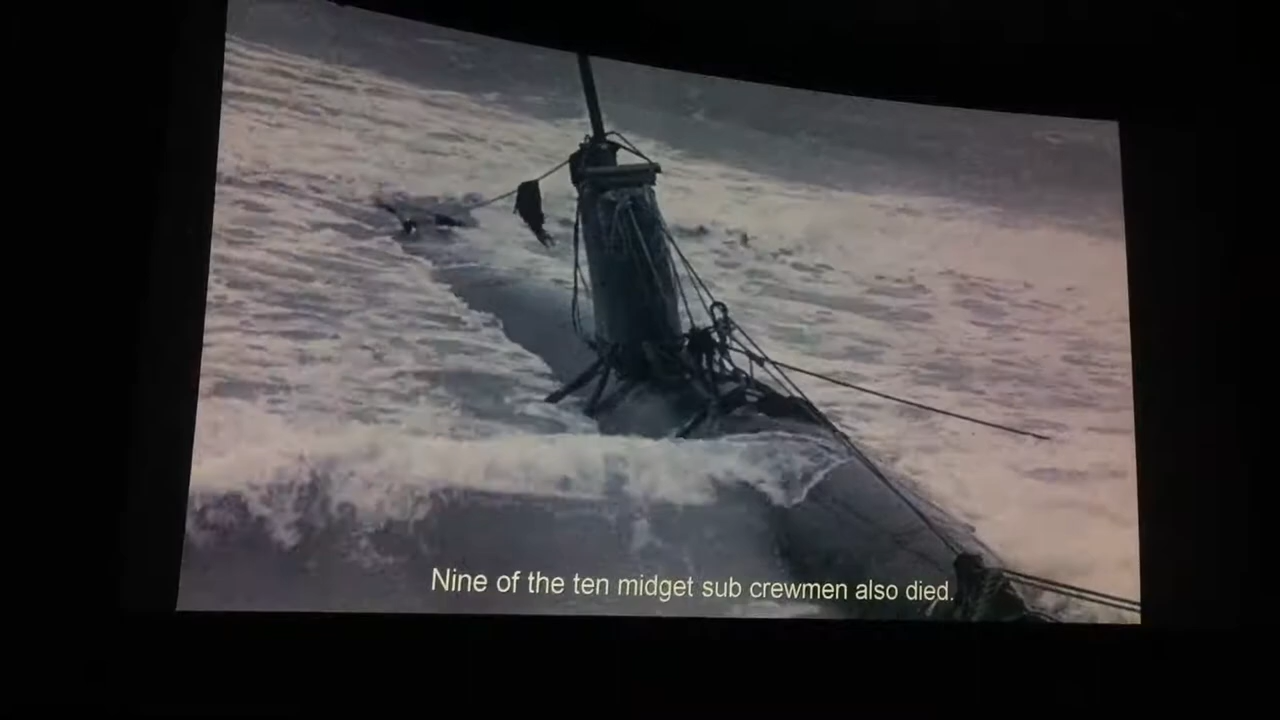 Nine of the ten midget sub crewmen also died.